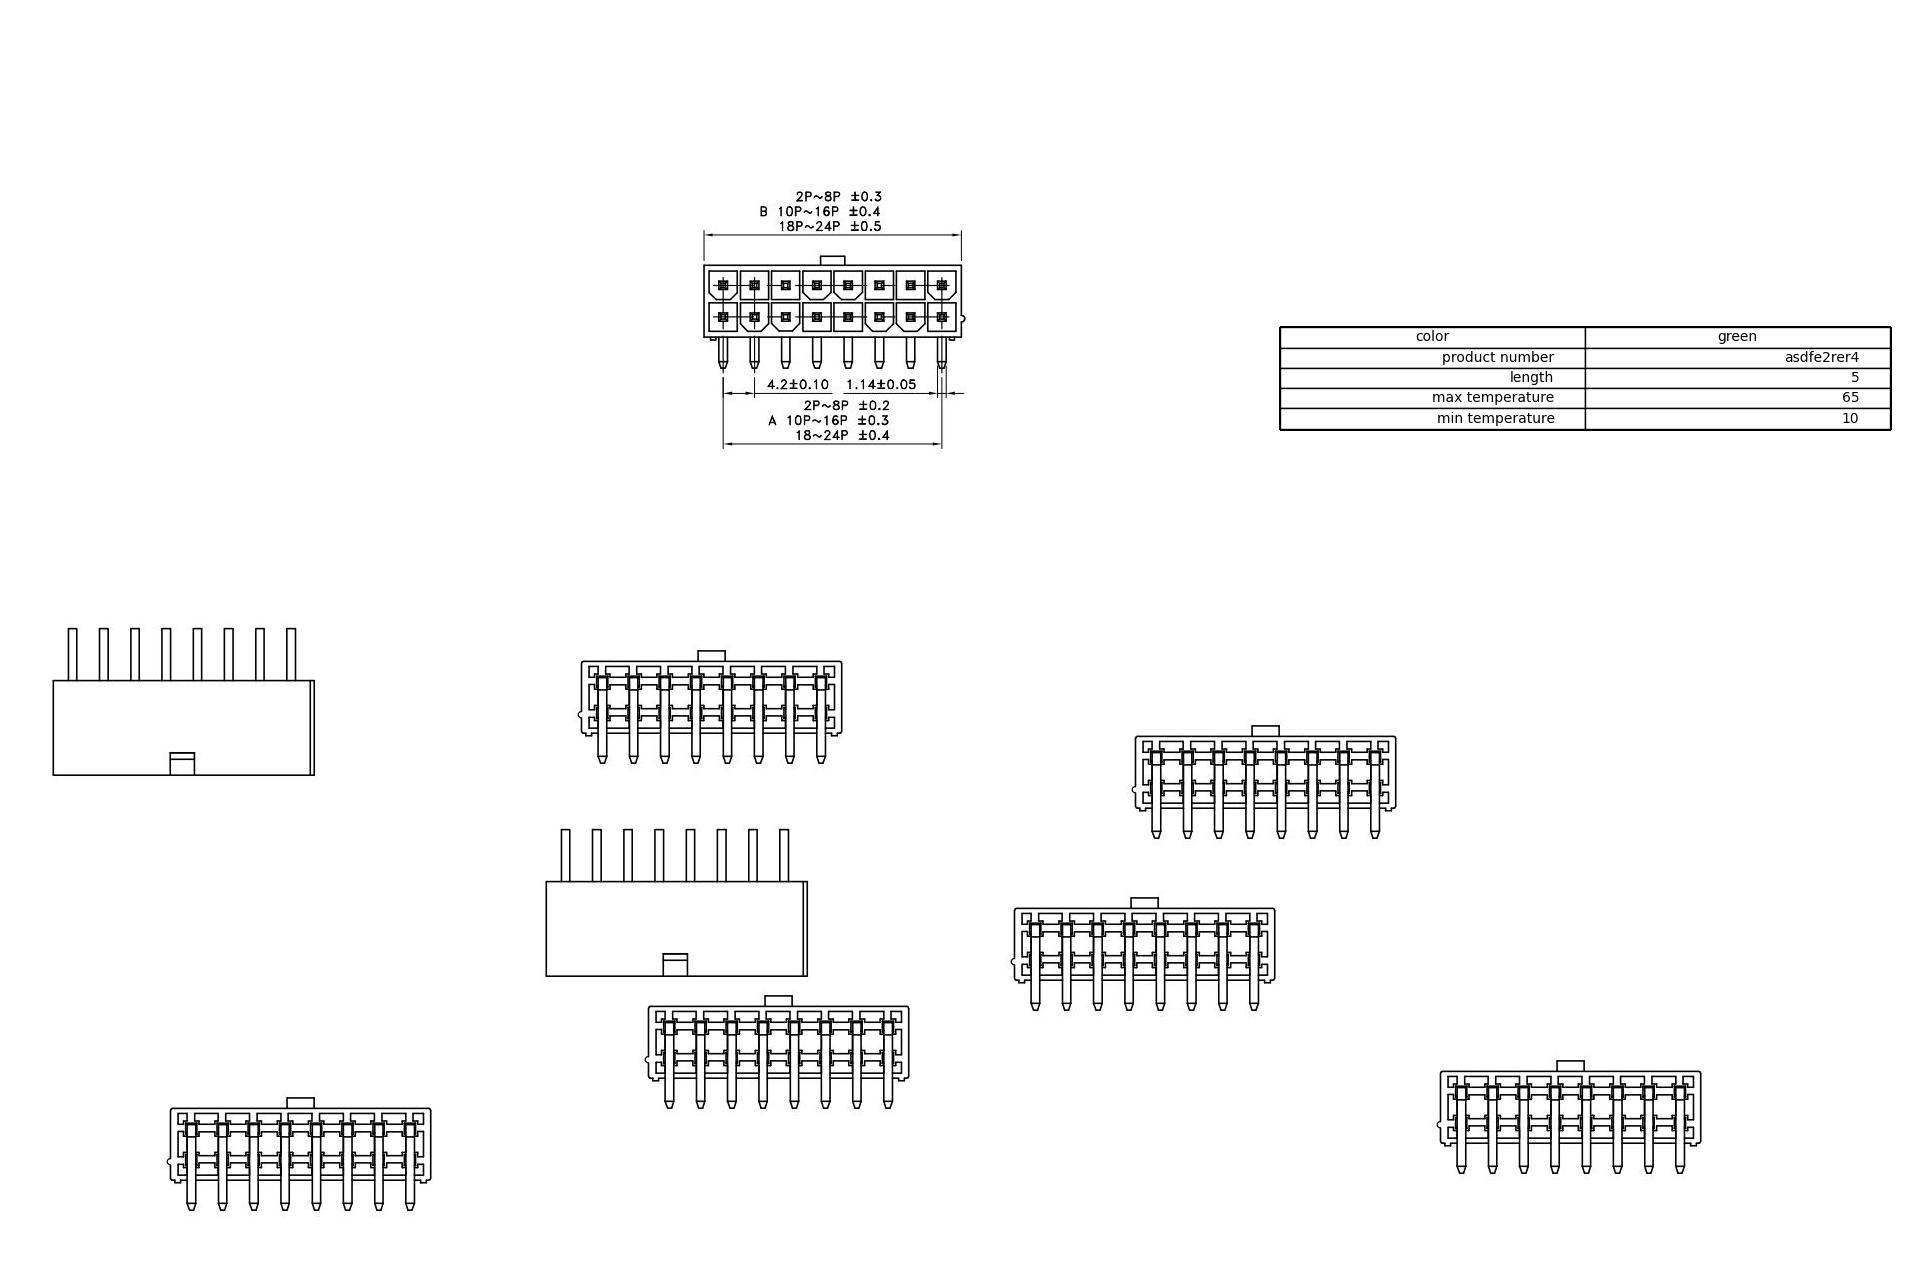 2P~8P ±0.3
B 10P~16P ±0.4
18P~24P ±0.5
4.2±0.10 1.14±0.05
2P~8P ±0.2
A 10P~16P ±0.3
18~24P ±0.4
color green
product number asdfe2rer4
length 5
max temperature 65
min temperature 10